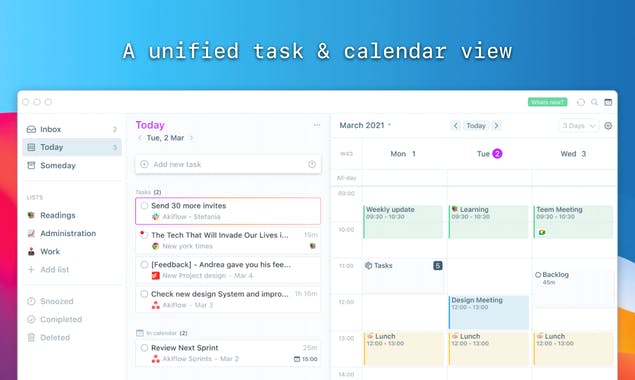 A unified task & calendar view
Whats new?
Inbox 2
Today 5
Someday
LISTS
Readings
Administration
Work
+ Add list
Snoozed
Completed
Deleted
Today
Tue, 2 Mar
Add new task
Tasks (2)
Send 30 more invites
Akiflow - Stefania
The Tech That Will Invade Our Lives i... 15m
New York times
[Feedback] - Andrea gave you his fee...
New Project design - Mar 4
Check new design System and impro... 1h 15m
Akiflow - Mar 3
In calendar (2)
Review Next Sprint 25m
Akiflow Sprints - Mar 2 15:00
March 2021
Today
3 Days
Mon 1
Tue 2
Wed 3
All-day
09:00
10:00
11:00
12:00
13:00
14:00
Weekly update
09:30 - 10:30
Learning
09:30 - 10:30
Team Meeting
09:30 - 10:30
Tasks 5
Backlog
45m
Design Meeting
12:00 - 13:00
Lunch
12:00 - 13:00
Lunch
12:00 - 13:00
Lunch
12:00 - 13:00